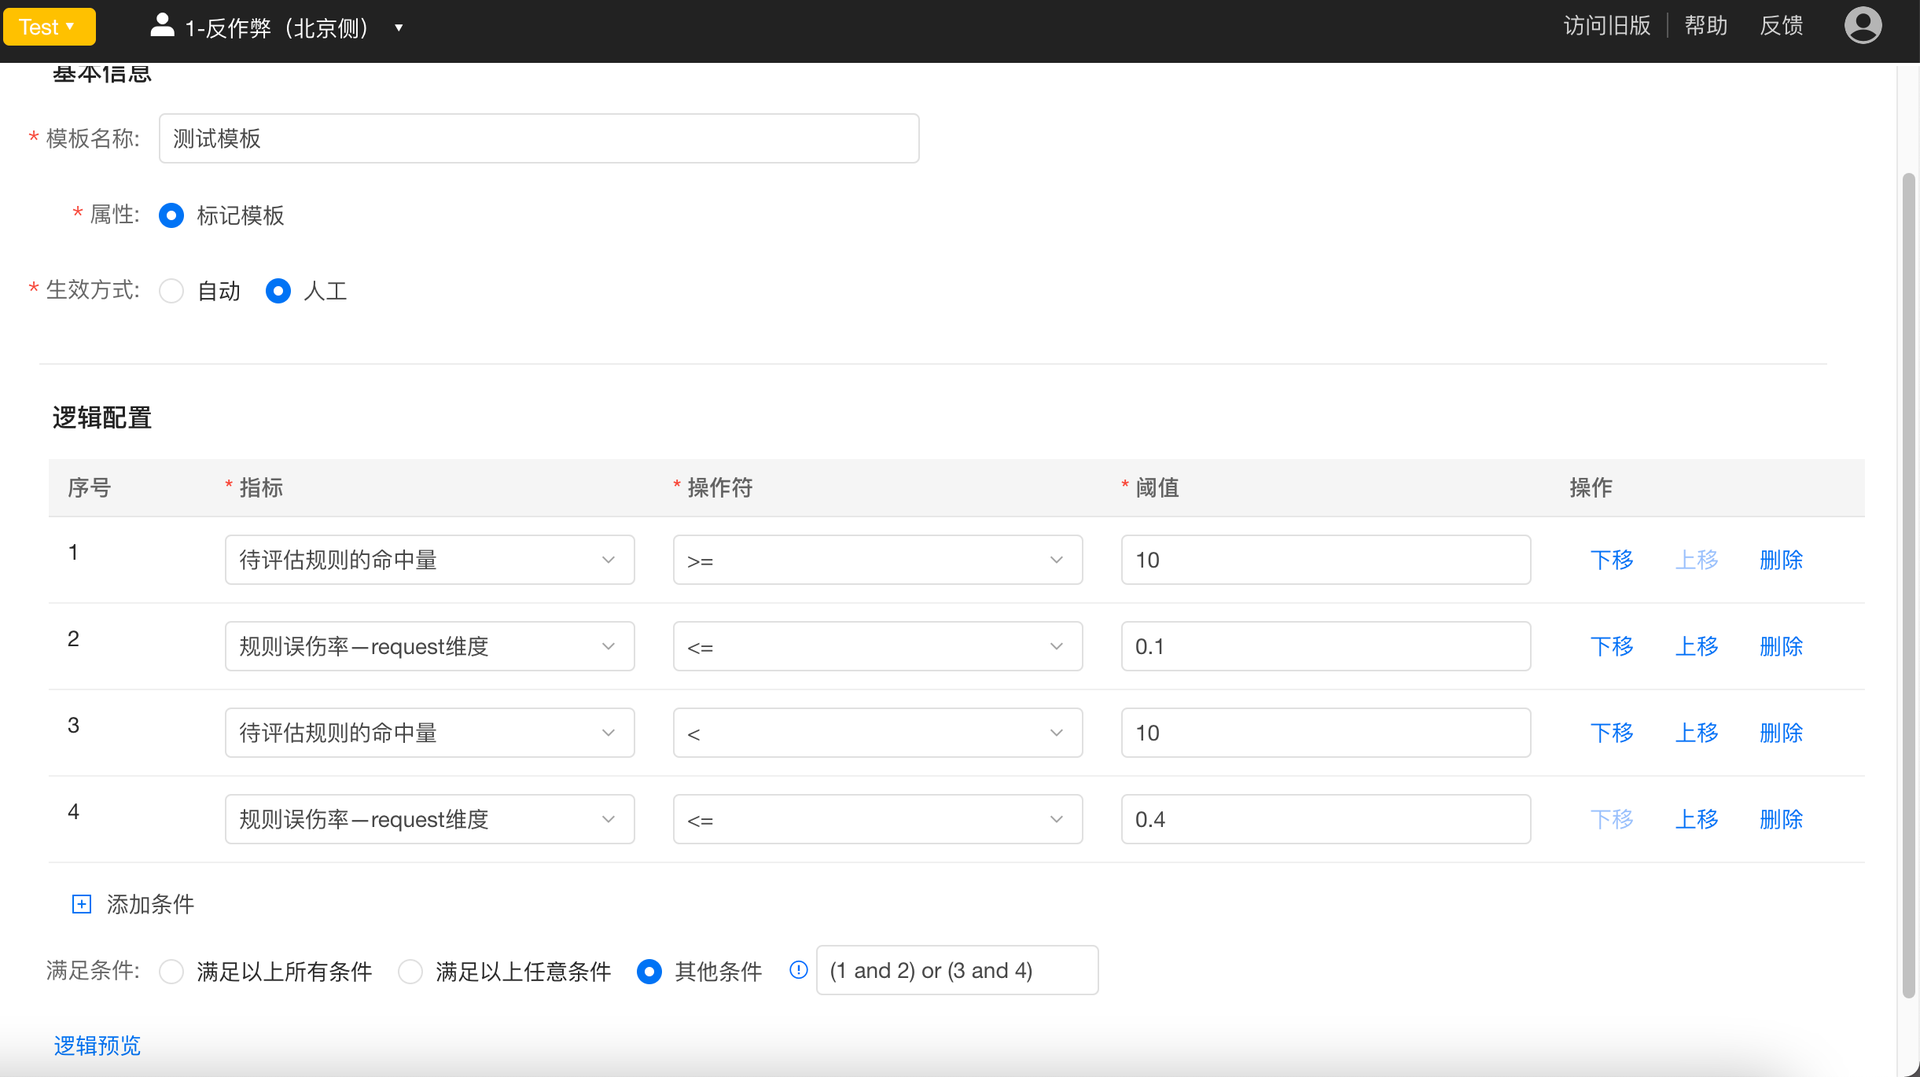 Test 1-反作弊（北京侧） 访问旧版 帮助 反馈
基本信息
* 模板名称: 测试模板
* 属性: 标记模板
* 生效方式: 自动 人工
逻辑配置
序号 * 指标 * 操作符 * 阈值 操作
1 待评估规则的命中量 >= 10 下移 上移 删除
2 规则误伤率—request维度 <= 0.1 下移 上移 删除
3 待评估规则的命中量 < 10 下移 上移 删除
4 规则误伤率—request维度 <= 0.4 下移 上移 删除
添加条件
满足条件: 满足以上所有条件 满足以上任意条件 其他条件 (1 and 2) or (3 and 4)
逻辑预览